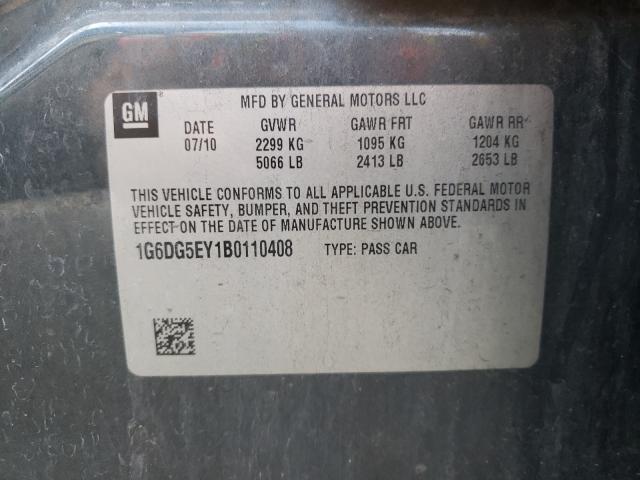 GM
MFD BY GENERAL MOTORS LLC
DATE GVWR GAWR FRT GAWR RR
07/10 2299 KG 1095 KG 1204 KG
5066 LB 2413 LB 2653 LB
THIS VEHICLE CONFORMS TO ALL APPLICABLE U.S. FEDERAL MOTOR
VEHICLE SAFETY, BUMPER, AND THEFT PREVENTION STANDARDS IN
EFFECT ON THE DATE OF MANUFACTURE SHOWN ABOVE.
1G6DG5EY1B0110408 TYPE: PASS CAR